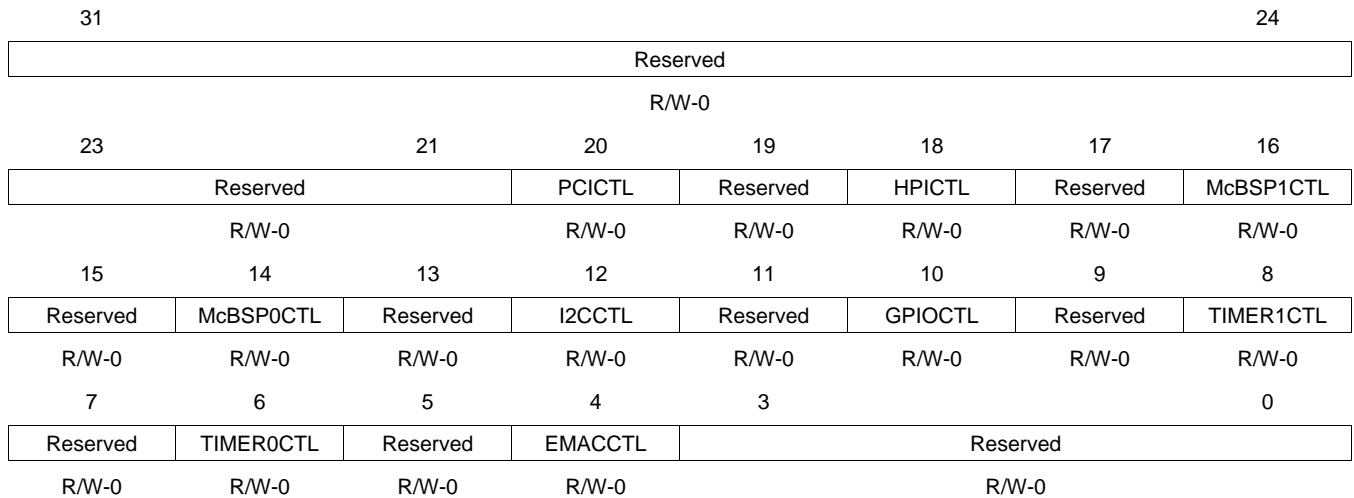 31 24
Reserved
R/W-0
23 21 20 19 18 17 16
Reserved PCICTL Reserved HPICTL Reserved McBSP1CTL
R/W-0 R/W-0 R/W-0 R/W-0 R/W-0 R/W-0
15 14 13 12 11 10 9 8
Reserved McBSP0CTL Reserved I2CCTL Reserved GPIOCTL Reserved TIMER1CTL
R/W-0 R/W-0 R/W-0 R/W-0 R/W-0 R/W-0 R/W-0 R/W-0
7 6 5 4 3 0
Reserved TIMER0CTL Reserved EMACCTL Reserved
R/W-0 R/W-0 R/W-0 R/W-0 R/W-0